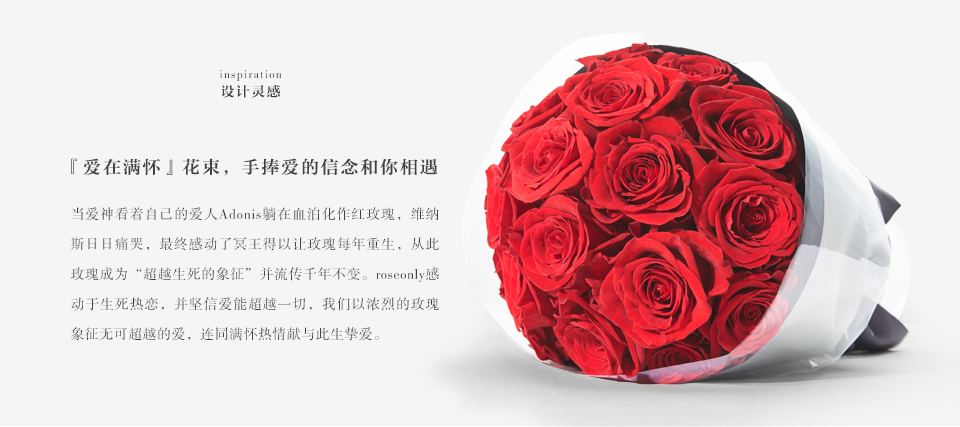 inspiration
设计灵感
『爱在满怀』花束，手捧爱的信念和你相遇
当爱神看着自己的爱人Adonis躺在血泊化作红玫瑰，维纳
斯日日痛哭，最终感动了冥王得以让玫瑰每年重生，从此
玫瑰成为“超越生死的象征”并流传千年不变。roseonly感
动于生死热恋，并坚信爱能超越一切，我们以浓烈的玫瑰
象征无可超越的爱，连同满怀热情献与此生挚爱。